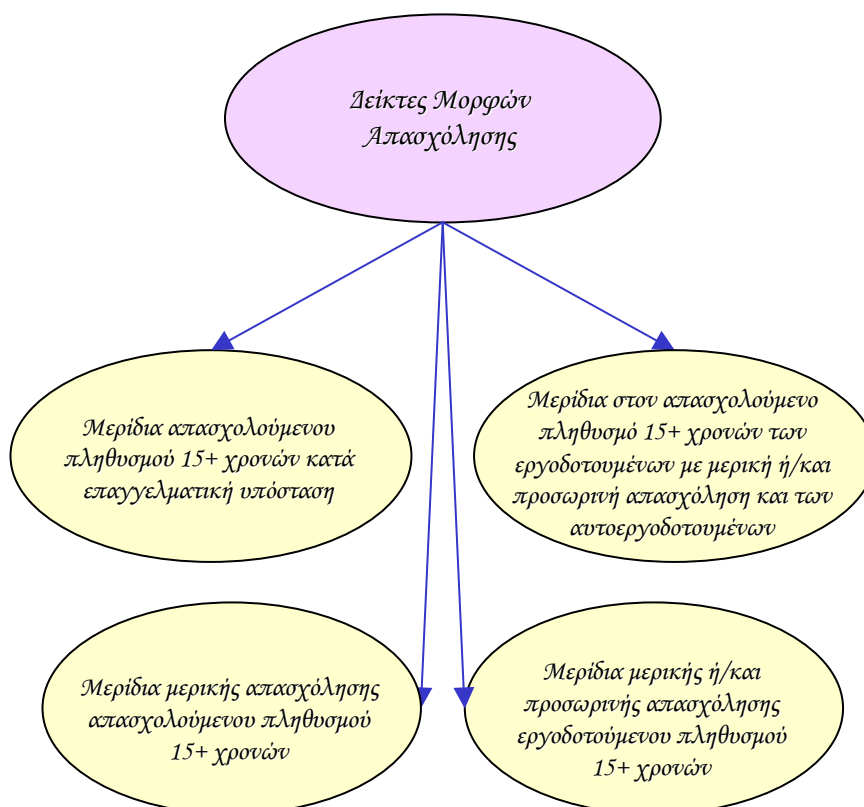 Δείκτες Μορφών
Απασχόλησης
Μερίδια απασχολούμενου
πληθυσμού 15+ χρονών κατά
επαγγελματική υπόσταση
Μερίδια στον απασχολούμενο
πληθυσμό 15+ χρονών των
εργοδοτουμένων με μερική ή/και
προσωρινή απασχόληση και των
αυτοεργοδοτουμένων
Μερίδια μερικής απασχόλησης
απασχολούμενου πληθυσμού
15+ χρονών
Μερίδια μερικής ή/και
προσωρινής απασχόλησης
εργοδοτούμενου πληθυσμού
15+ χρονών